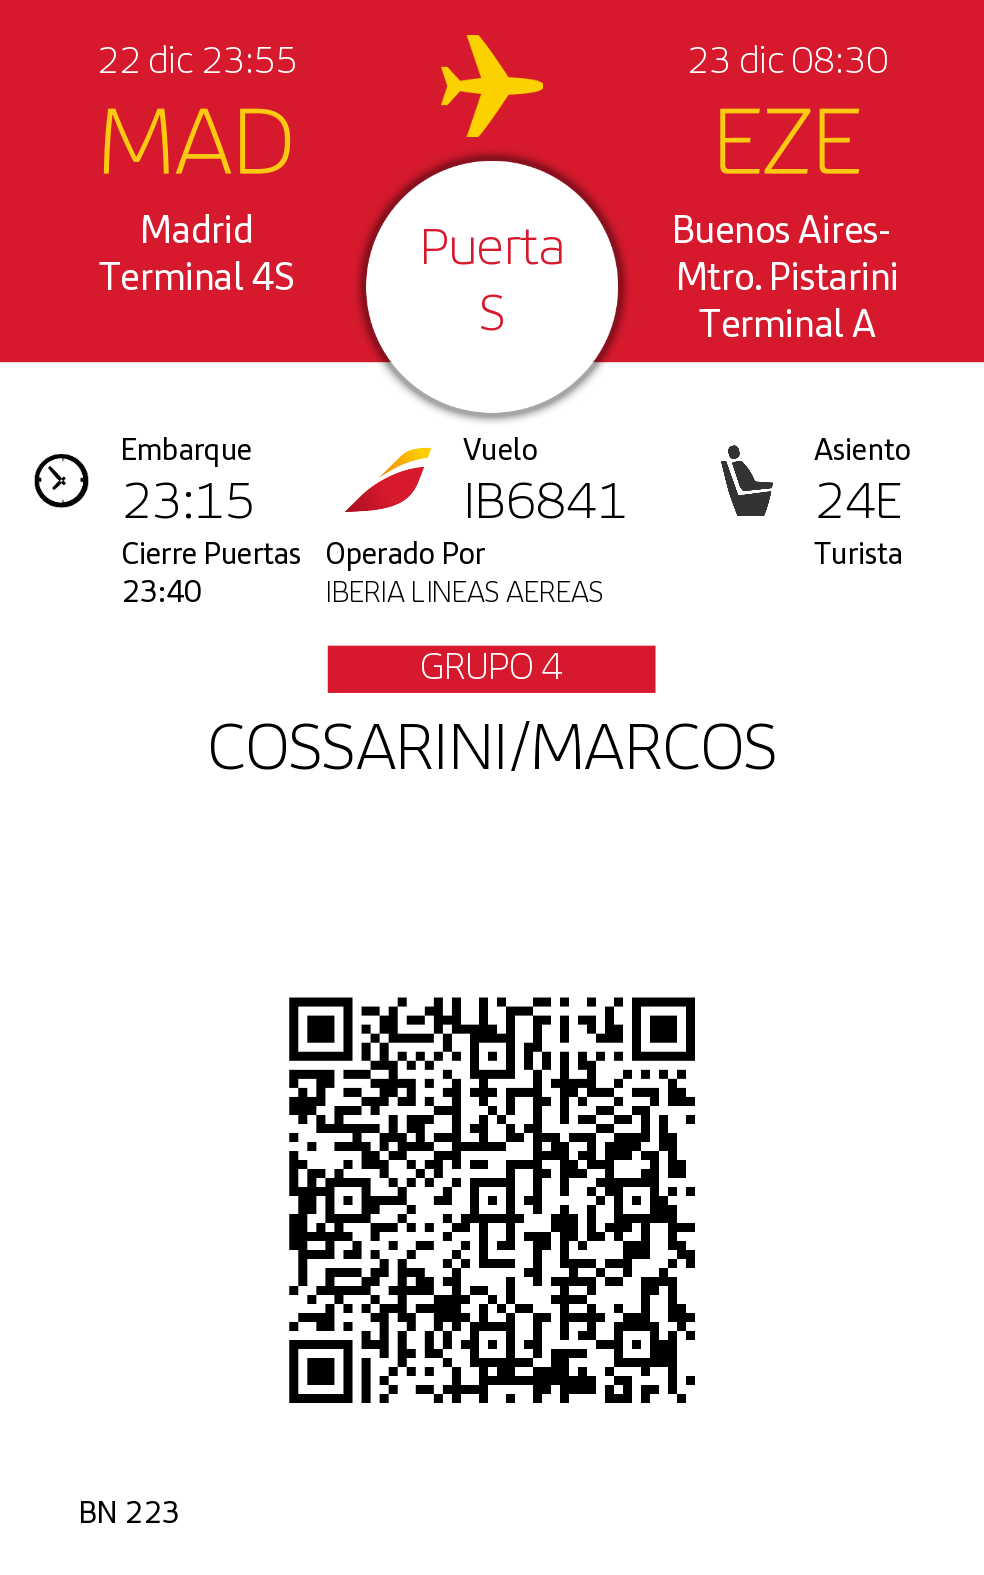 22 dic 23:55
23 dic 08:30
MAD
EZE
Madrid
Terminal 4S
Puerta
S
Buenos Aires-
Mtro. Pistarini
Terminal A
Embarque
23:15
Cierre Puertas
23:40
Vuelo
IB6841
Operado Por
IBERIA LINEAS AEREAS
Asiento
24E
Turista
GRUPO 4
COSSARINI/MARCOS
BN 223